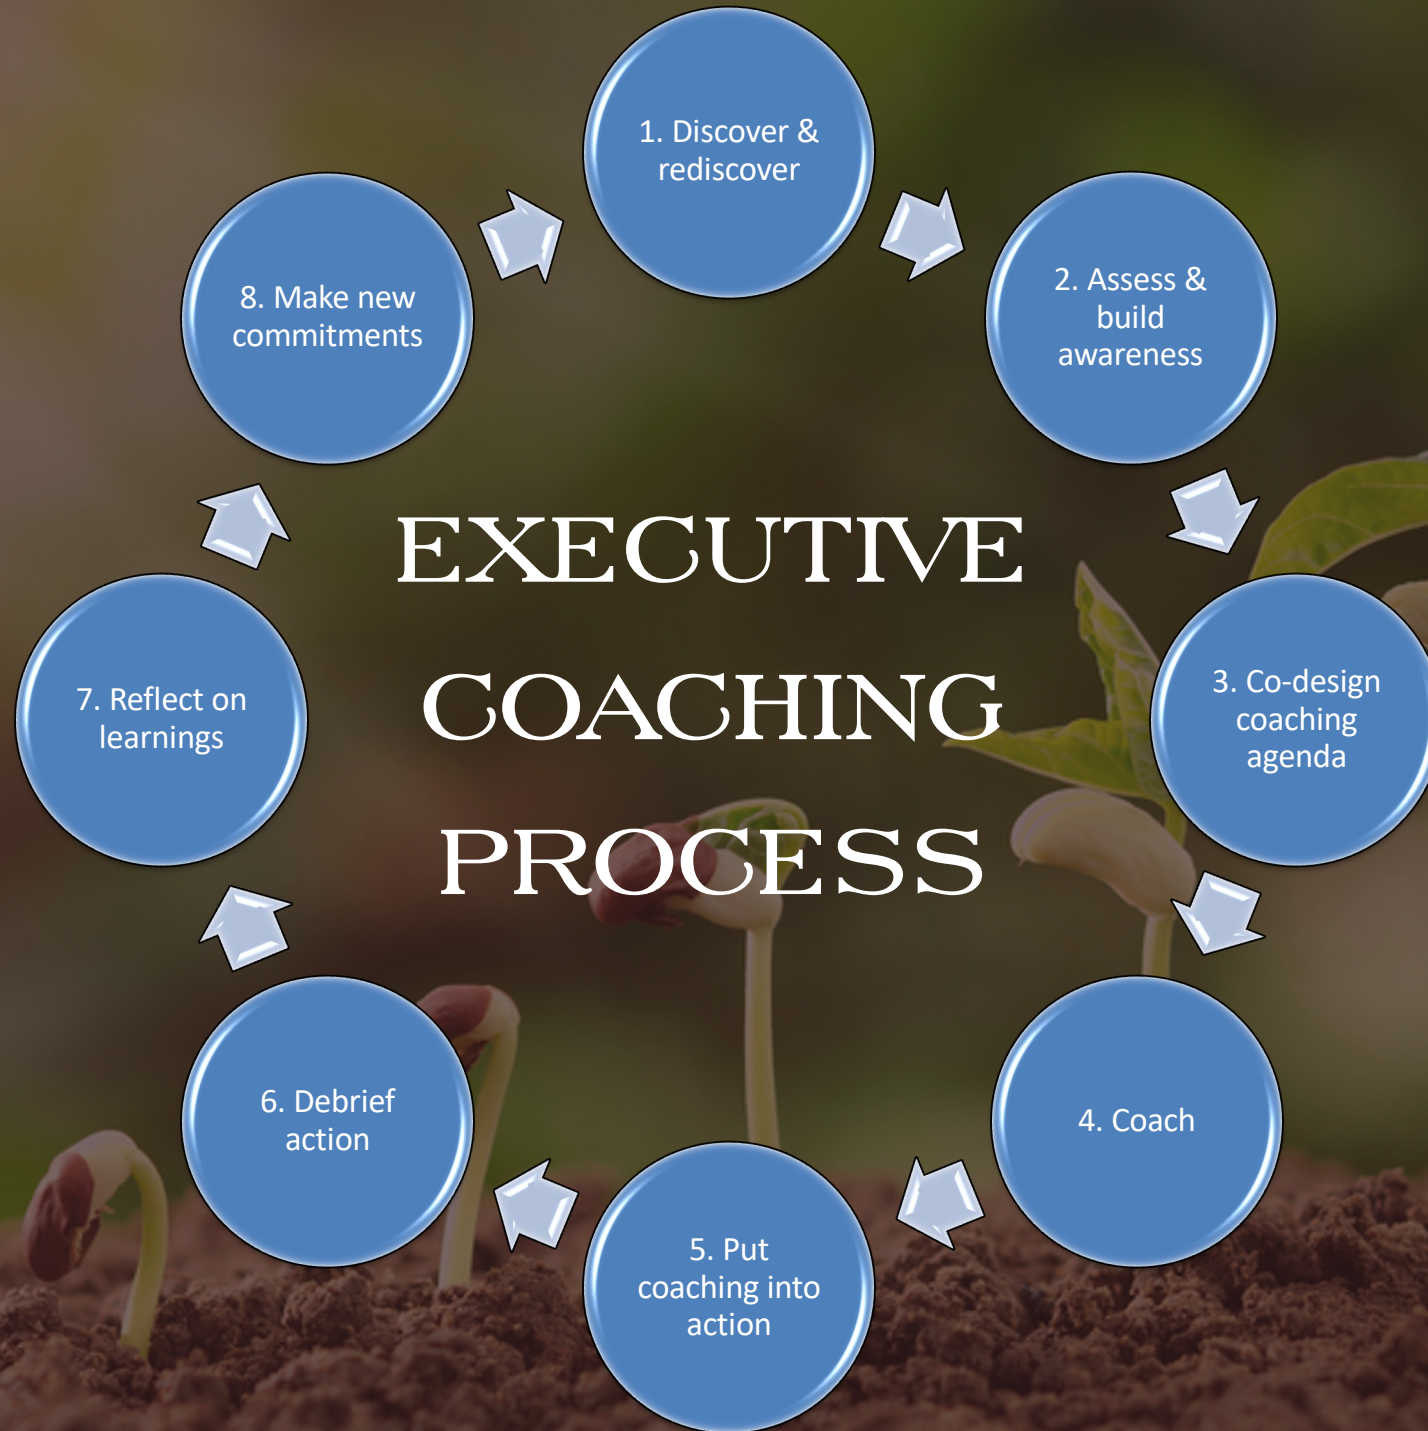 1. Discover &
rediscover
2. Assess &
build
awareness
3. Co-design
coaching
agenda
4. Coach
5. Put
coaching into
action
6. Debrief
action
7. Reflect on
learnings
8. Make new
commitments
EXECUTIVE
COACHING
PROCESS